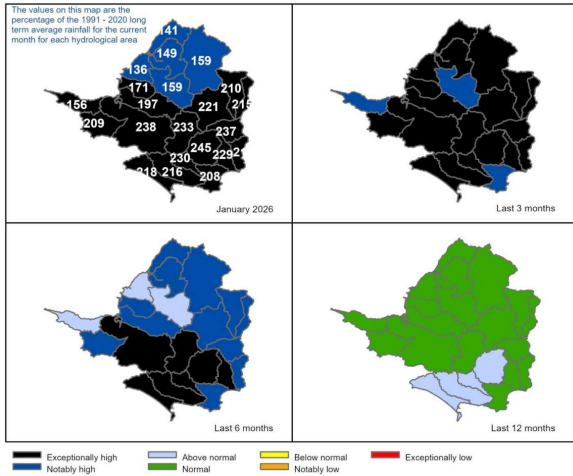 The values on this map are the
percentage of the 1991 - 2020 long
term average rainfall for the current
month for each hydrological area
141
149
159
136
159
171
210
156
197
221
215
209
238
233
237
245
230
229
218
216
208
January 2026
Last 3 months
Last 6 months
Last 12 months
Exceptionally high
Above normal
Below normal
Exceptionally low
Notably high
Normal
Notably low